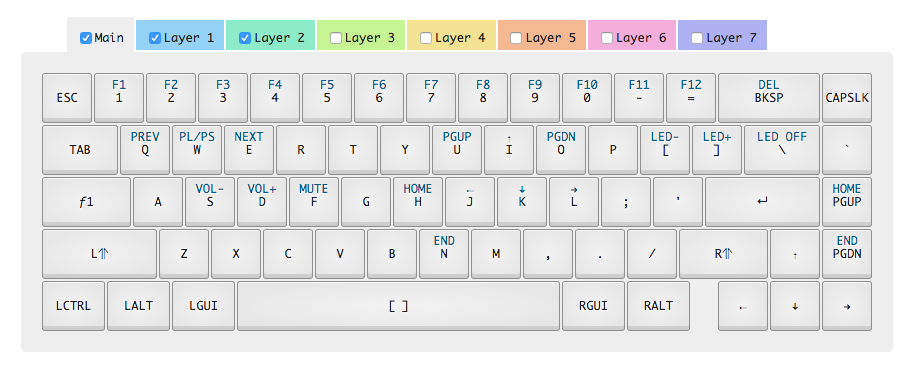 Main Layer 1 Layer 2 Layer 3 Layer 4 Layer 5 Layer 6 Layer 7
F1 F2 F3 F4 F5 F6 F7 F8 F9 F10 F11 F12 DEL
ESC 1 2 3 4 5 6 7 8 9 0 - = BKSP CAPSLK
PREV PL/PS NEXT PGUP ↑ PGDN LED- LED+ LED OFF
TAB Q W E R T Y U I O P [ ] \ `
VOL- VOL+ MUTE HOME ← ↓ → HOME
ƒ1 A S D F G H J K L ; ' ↵ PGUP
END END
L⇑ Z X C V B N M , . / R⇑ ↑ PGDN
LCTRL LALT LGUI [ ] RGUI RALT ← ↓ →